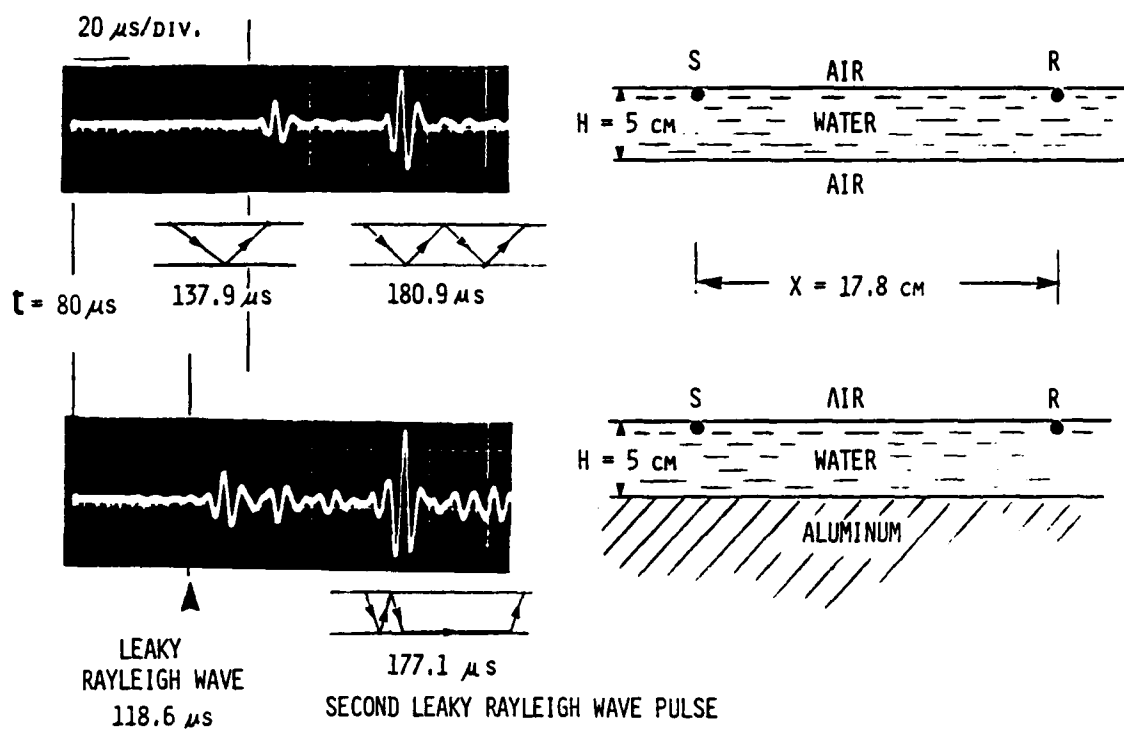 20 μs/DIV.
S
AIR
R
H = 5 CM
WATER
AIR
137.9 μs
180.9 μs
t = 80 μs
X = 17.8 CM
S
AIR
R
H = 5 CM
WATER
ALUMINUM
LEAKY
RAYLEIGH WAVE
118.6 μs
177.1 μs
SECOND LEAKY RAYLEIGH WAVE PULSE